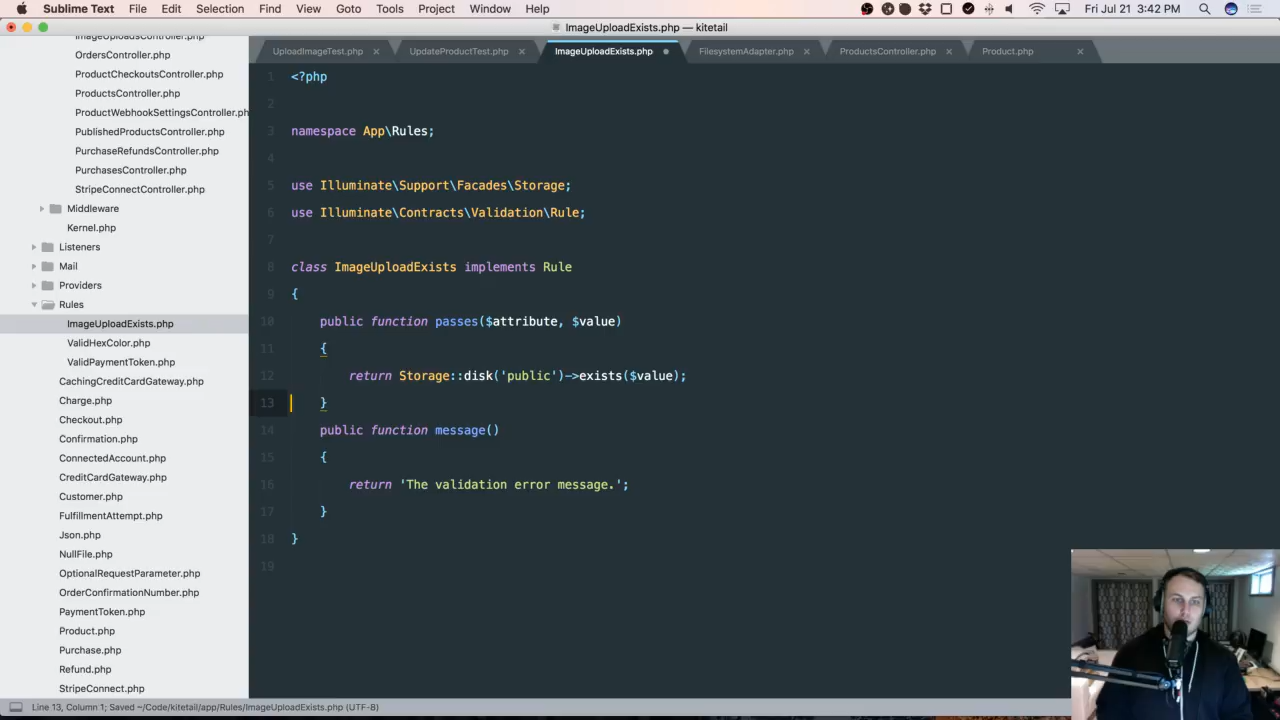 Sublime Text File Edit Selection Find View Goto Tools Project Window Help Fri Jul 21 3:42 PM
ImageUploadExists.php — kitetail
UploadImageTest.php UpdateProductTest.php ImageUploadExists.php FilesystemAdapter.php ProductsController.php Product.php
ImageUploadsController.php
OrdersController.php
ProductCheckoutsController.php
ProductsController.php
ProductWebhookSettingsController.ph
PublishedProductsController.php
PurchaseRefundsController.php
PurchasesController.php
StripeConnectController.php
Middleware
Kernel.php
Listeners
Mail
Providers
Rules
ImageUploadExists.php
ValidHexColor.php
ValidPaymentToken.php
CachingCreditCardGateway.php
Charge.php
Checkout.php
Confirmation.php
ConnectedAccount.php
CreditCardGateway.php
Customer.php
FulfillmentAttempt.php
Json.php
NullFile.php
OptionalRequestParameter.php
OrderConfirmationNumber.php
PaymentToken.php
Product.php
Purchase.php
Refund.php
StripeConnect.php
1 <?php
2
3 namespace App\Rules;
4
5 use Illuminate\Support\Facades\Storage;
6 use Illuminate\Contracts\Validation\Rule;
7
8 class ImageUploadExists implements Rule
9 {
10 public function passes($attribute, $value)
11 {
12 return Storage::disk('public')->exists($value);
13 }
14 public function message()
15 {
16 return 'The validation error message.';
17 }
18 }
19
Line 13, Column 1; Saved ~/Code/kitetail/app/Rules/ImageUploadExists.php (UTF-8)